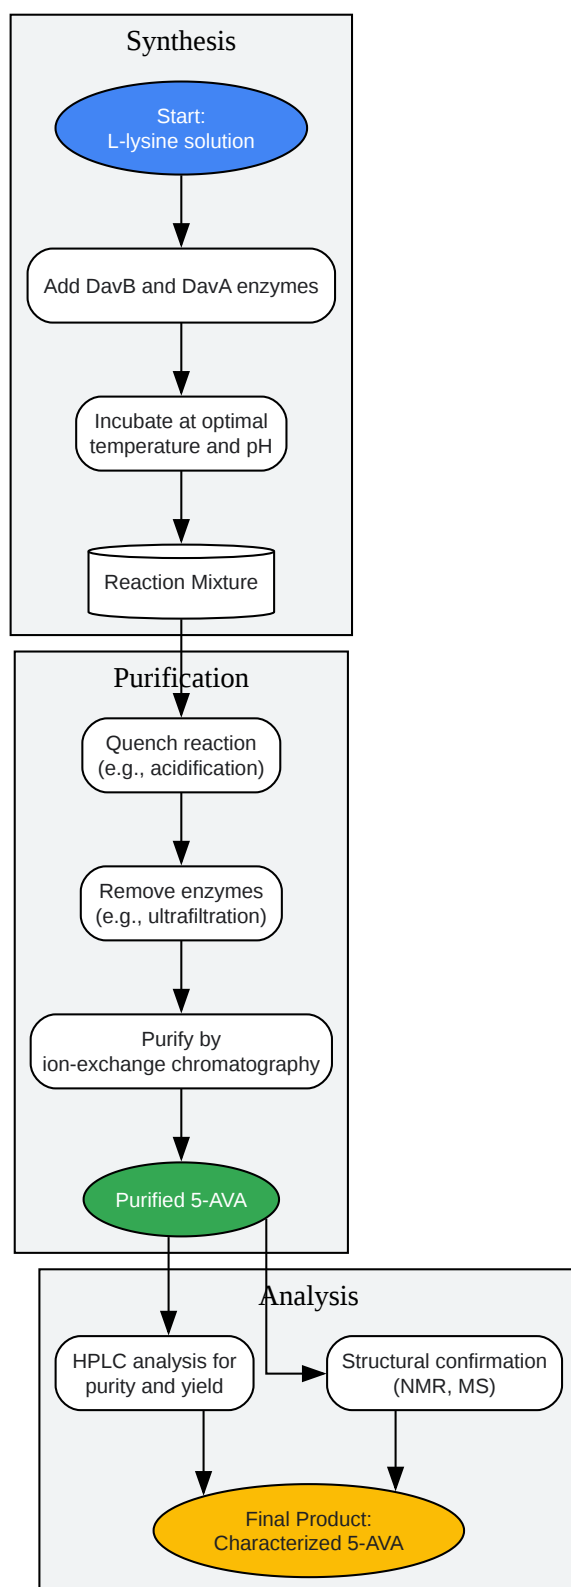 Synthesis
Start:
L-lysine solution
Add DavB and DavA enzymes
Incubate at optimal
temperature and pH
Reaction Mixture
Purification
Quench reaction
(e.g., acidification)
Remove enzymes
(e.g., ultrafiltration)
Purify by
ion-exchange chromatography
Purified 5-AVA
Analysis
HPLC analysis for
purity and yield
Structural confirmation
(NMR, MS)
Final Product:
Characterized 5-AVA